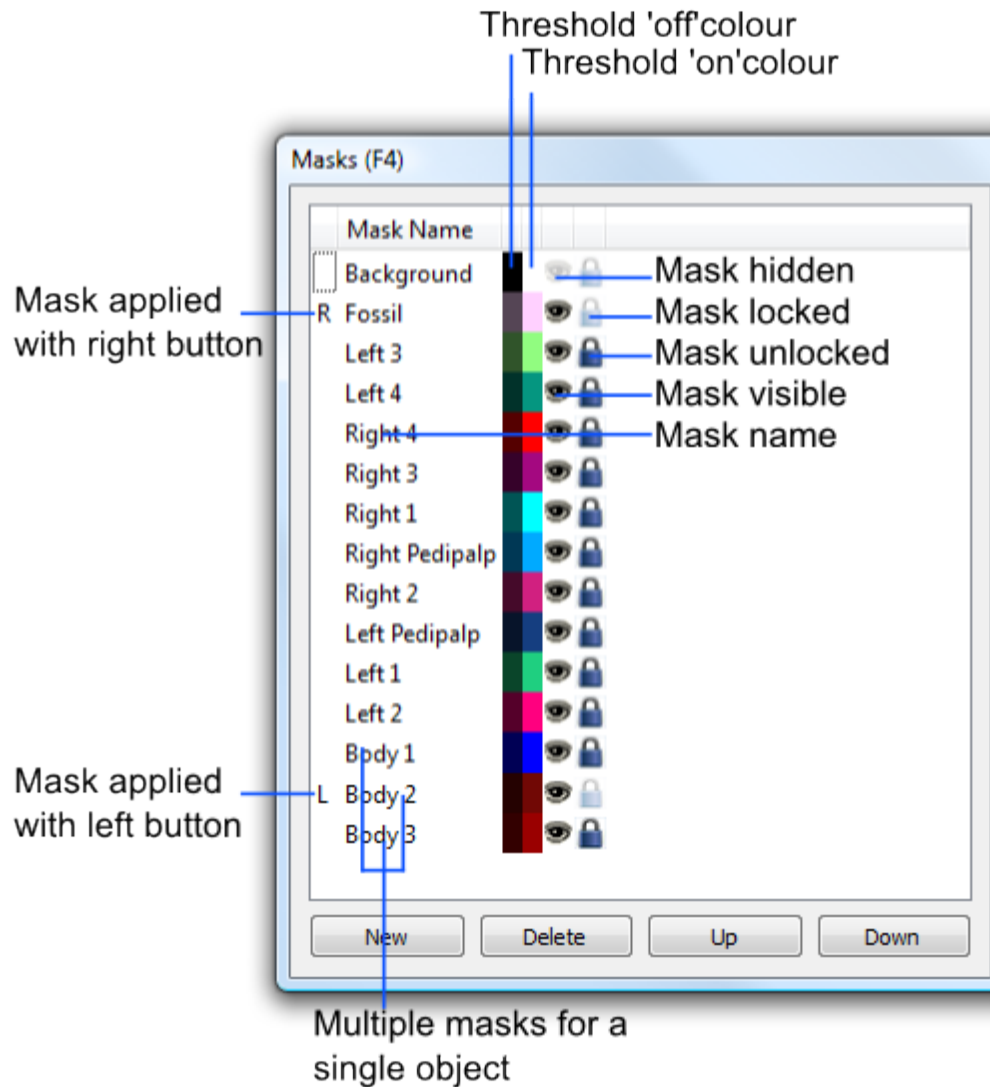 Threshold 'off'colour
Threshold 'on'colour
Masks (F4)
Mask Name
Background
Mask hidden
Mask applied
with right button
R Fossil
Mask locked
Left 3
Mask unlocked
Left 4
Mask visible
Right 4
Mask name
Right 3
Right 1
Right Pedipalp
Right 2
Left Pedipalp
Left 1
Left 2
Body 1
Mask applied
with left button
L Body 2
Body 3
New
Delete
Up
Down
Multiple masks for a
single object